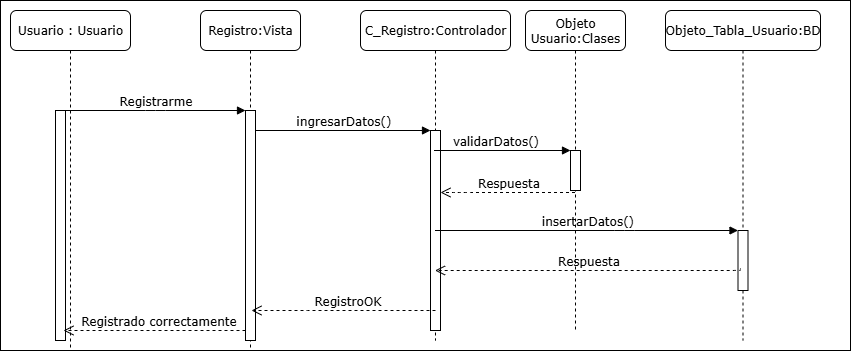 Usuario : Usuario
Registro:Vista
C_Registro:Controlador
Objeto
Usuario:Clases
Objeto_Tabla_Usuario:BD
Registrarme
ingresarDatos()
validarDatos()
Respuesta
insertarDatos()
Respuesta
RegistroOK
Registrado correctamente